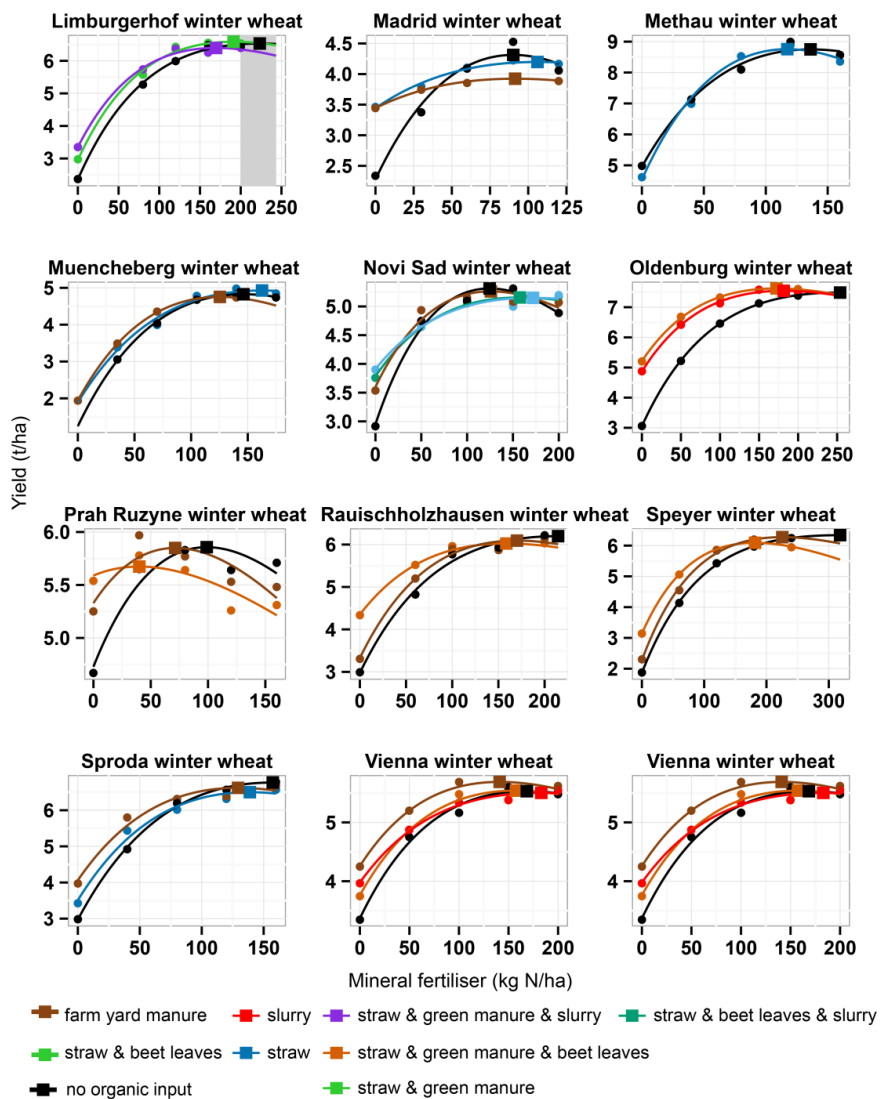 Limburgerhof winter wheat
Madrid winter wheat
Methau winter wheat
6
5
4
3
0 50 100 150 200 250
4.5
4.0
3.5
3.0
2.5
0 25 50 75 100 125
9
8
7
6
5
0 50 100 150
Muencheberg winter wheat
Novi Sad winter wheat
Oldenburg winter wheat
5
4
3
2
0 50 100 150
5.0
4.5
4.0
3.5
3.0
0 50 100 150 200
7
6
5
4
3
0 50 100 150 200 250
Yield (t/ha)
Prah Ruzyne winter wheat
Rauischholzhausen winter wheat
Speyer winter wheat
6.0
5.5
5.0
0 50 100 150
6
5
4
3
0 50 100 150 200
6
5
4
3
2
0 100 200 300
Sproda winter wheat
Vienna winter wheat
Vienna winter wheat
6
5
4
3
0 50 100 150
5
4
0 50 100 150 200
5
4
0 50 100 150 200
Mineral fertiliser (kg N/ha)
farm yard manure slurry straw & green manure & slurry straw & beet leaves & slurry
straw & beet leaves straw straw & green manure & beet leaves
no organic input straw & green manure